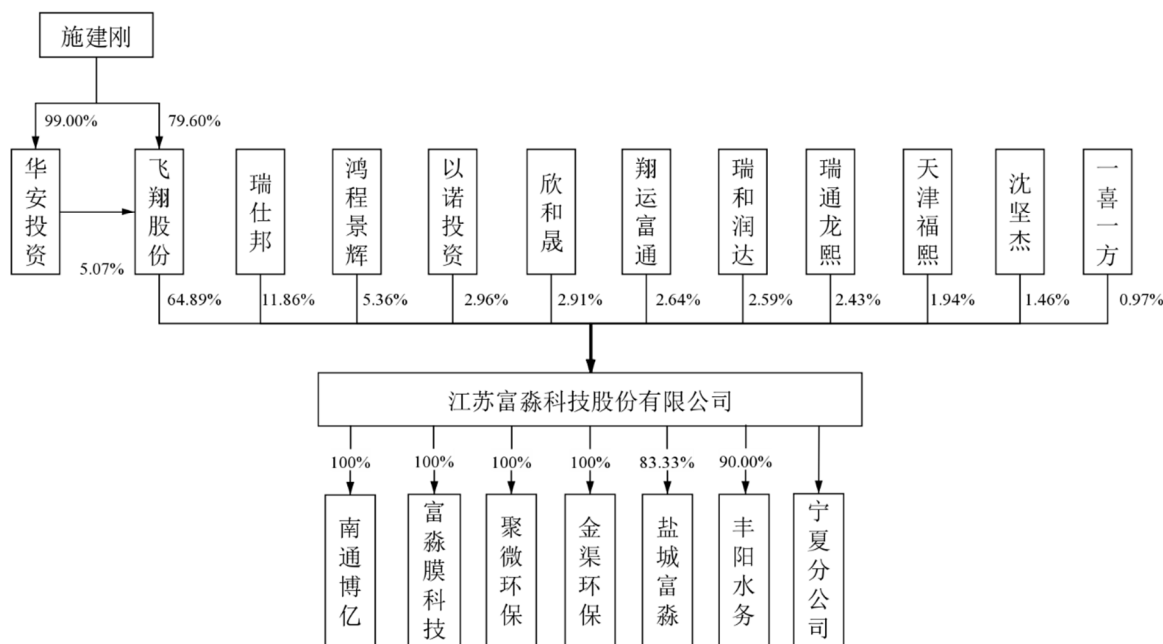 施建刚
99.00%
79.60%
华安投资
飞翔股份
瑞仕邦
鸿程景辉
以诺投资
欣和晟
翔运富通
瑞和润达
瑞通龙熙
天津福熙
沈坚杰
一喜一方
5.07%
64.89%
11.86%
5.36%
2.96%
2.91%
2.64%
2.59%
2.43%
1.94%
1.46%
0.97%
江苏富淼科技股份有限公司
100%
100%
100%
100%
83.33%
90.00%
南通博亿
富淼膜科技
聚微环保
金渠环保
盐城富淼
丰阳水务
宁夏分公司